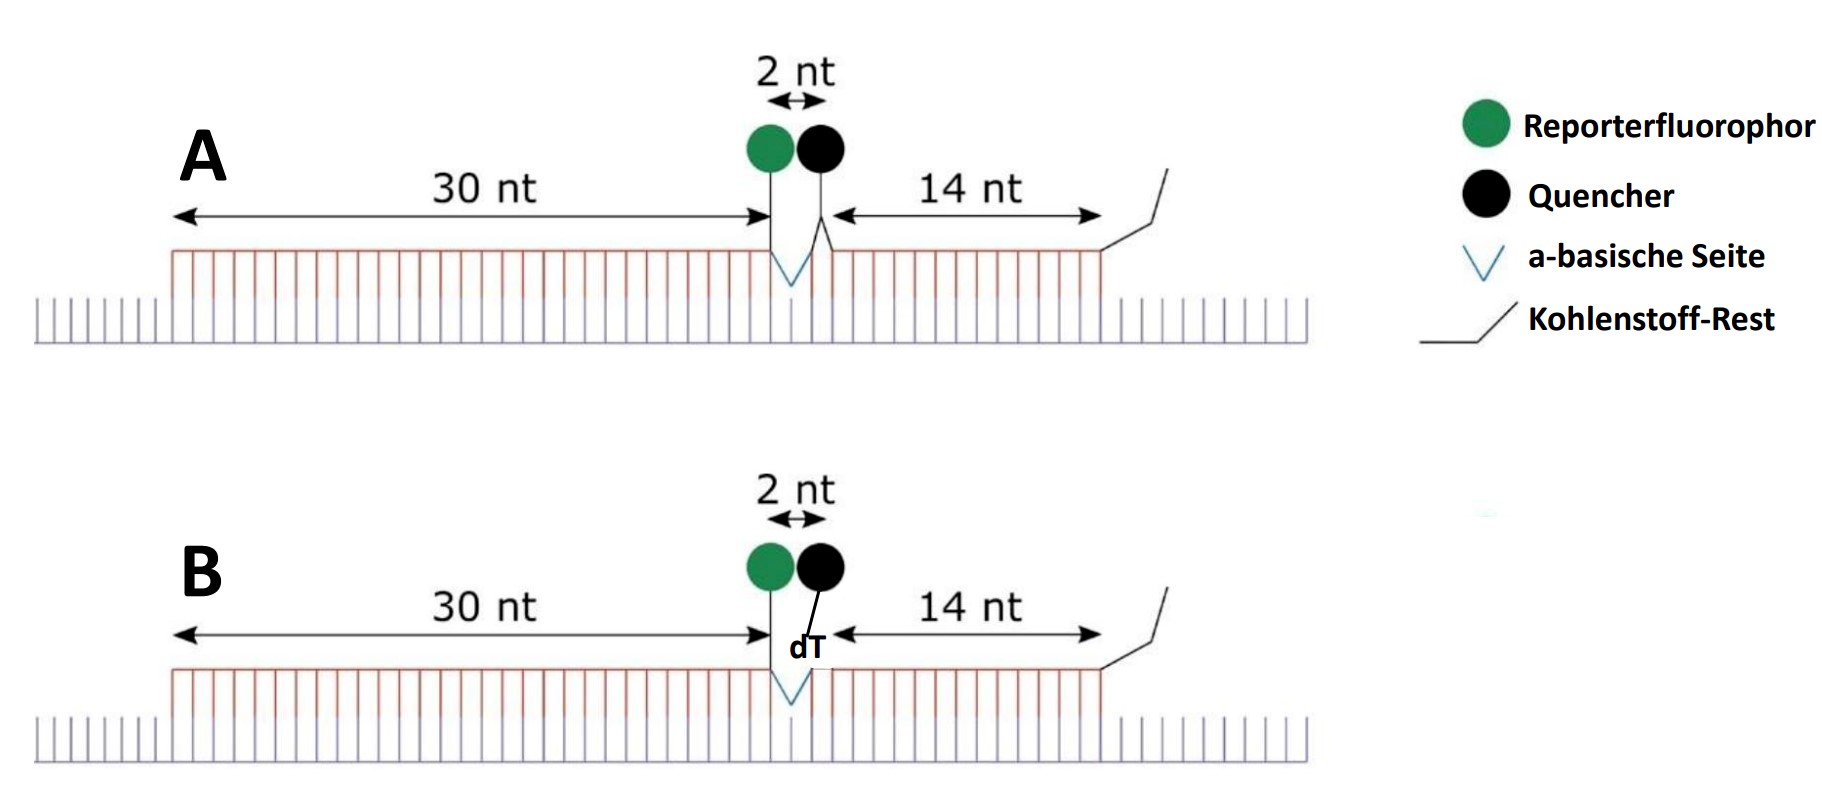 2 nt
A
30 nt
14 nt
Reporterfluorophor
Quencher
a-basische Seite
Kohlenstoff-Rest
2 nt
B
30 nt
14 nt
dT